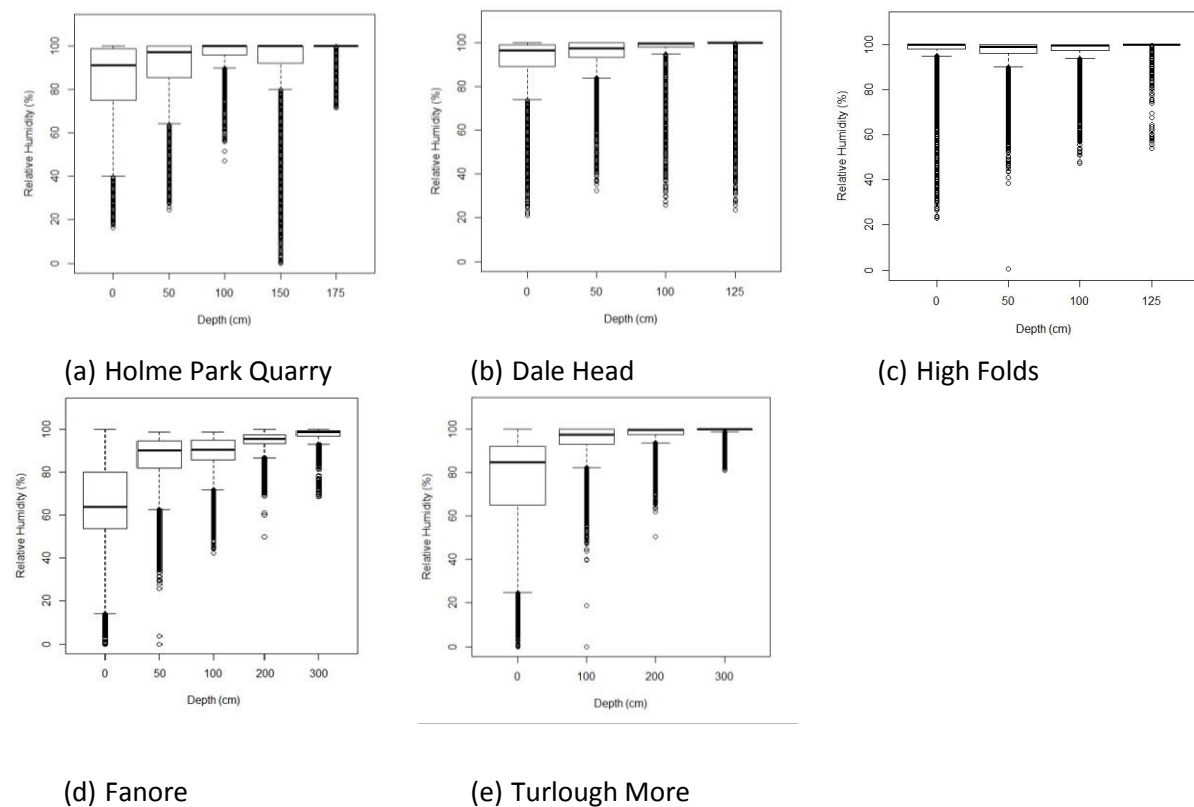 Relative Humidity (%)
0 20 40 60 80 100
0 50 100 150 175
Depth (cm)
(a) Holme Park Quarry
Relative Humidity (%)
0 20 40 60 80 100
0 50 100 125
Depth (cm)
(b) Dale Head
Relative Humidity (%)
0 20 40 60 80 100
0 50 100 125
Depth (cm)
(c) High Folds
Relative Humidity (%)
0 20 40 60 80 100
0 50 100 200 300
Depth (cm)
(d) Fanore
Relative Humidity (%)
0 20 40 60 80 100
0 100 200 300
Depth (cm)
(e) Turlough More